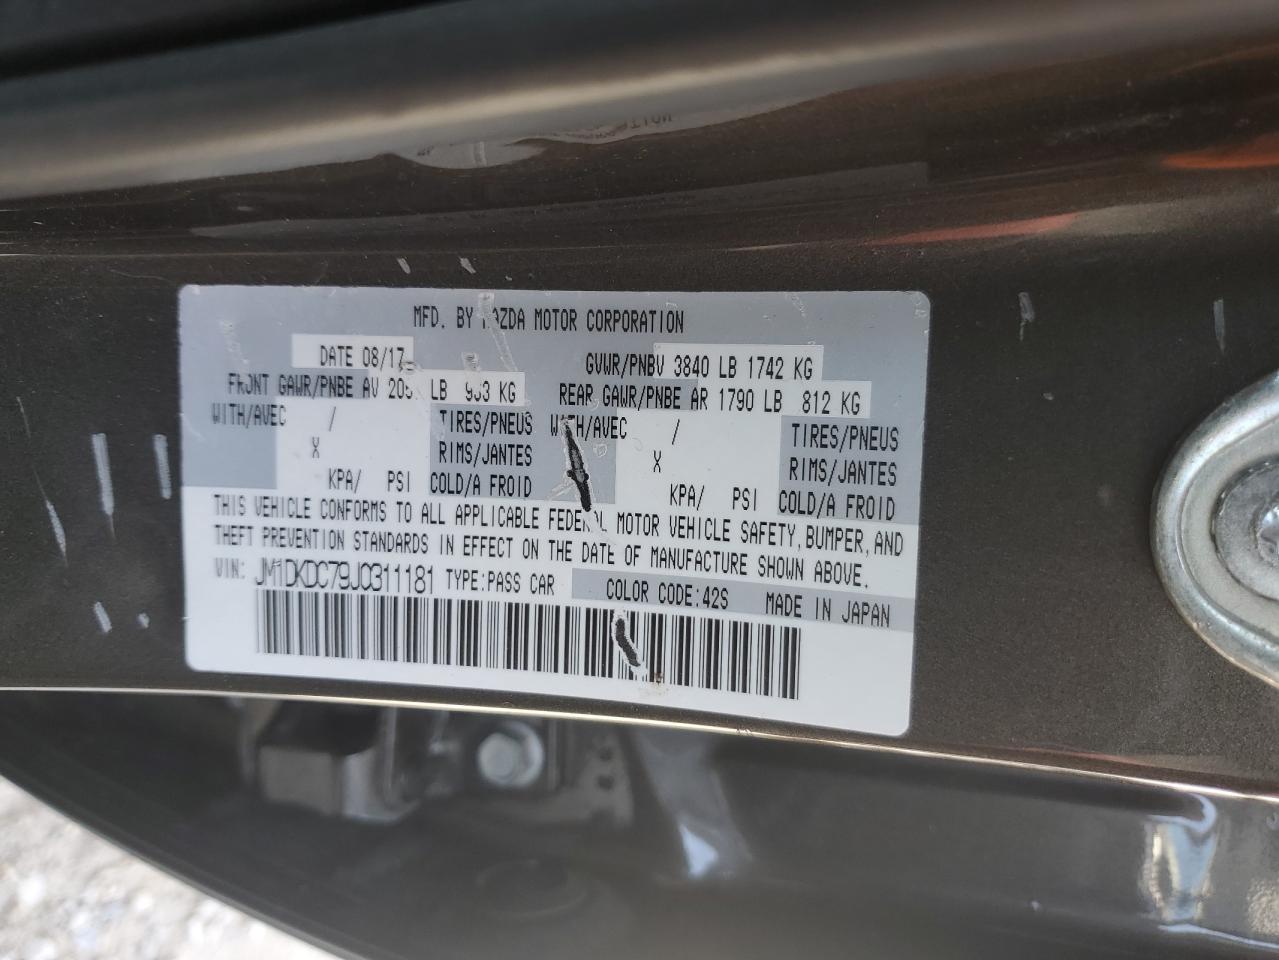 MFD. BY MAZDA MOTOR CORPORATION
DATE 08/17 GVWR/PNBV 3840 LB 1742 KG
FRONT GAWR/PNBE AV LB KG REAR GAWR/PNBE AR 1790 LB 812 KG
WITH/AVEC / TIRES/PNEUS WITH/AVEC / TIRES/PNEUS
X RIMS/JANTES X RIMS/JANTES
KPA/ PSI COLD/A FROID KPA/ PSI COLD/A FROID
THIS VEHICLE CONFORMS TO ALL APPLICABLE FEDERAL MOTOR VEHICLE SAFETY, BUMPER, AND
THEFT PREVENTION STANDARDS IN EFFECT ON THE DATE OF MANUFACTURE SHOWN ABOVE.
VIN: JM1DKDC79J0311181 TYPE:PASS CAR COLOR CODE:42S MADE IN JAPAN